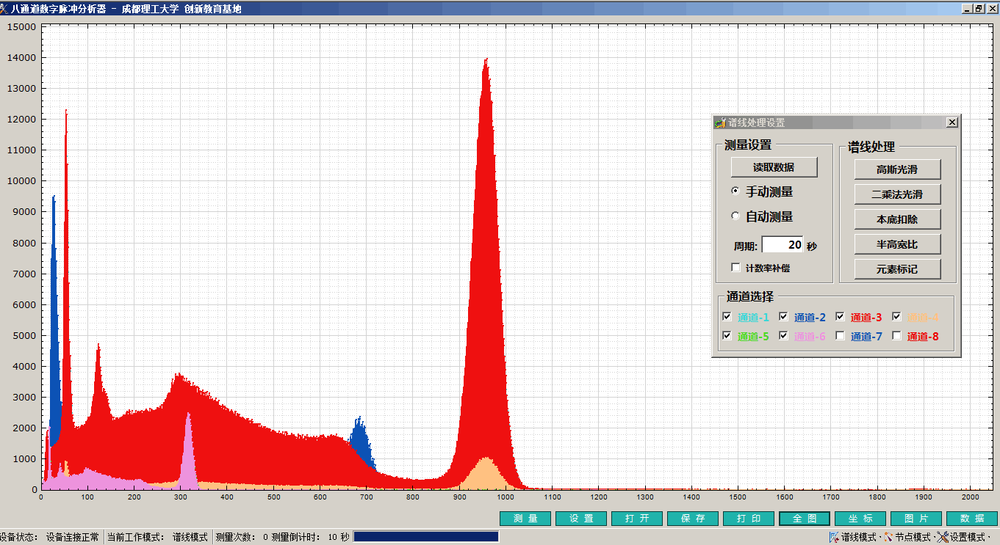 八通道数字脉冲分析器 - 成都理工大学 创新教育基地
15000
14000
13000
12000
11000
10000
9000
8000
7000
6000
5000
4000
3000
2000
1000
0
0 100 200 300 400 500 600 700 800 900 1000 1100 1200 1300 1400 1500 1600 1700 1800 1900 2000
谱线处理设置
测量设置
读取数据
手动测量
自动测量
周期: 20 秒
计数率补偿
谱线处理
高斯光滑
二乘法光滑
本底扣除
半高宽比
元素标记
通道选择
通道-1 通道-2 通道-3 通道-4
通道-5 通道-6 通道-7 通道-8
测 量 设 置 打 开 保 存 打 印 全 图 坐 标 图 片 数 据
设备状态: 设备连接正常 当前工作模式: 谱线模式 测量次数: 0 测量倒计时: 10 秒 谱线模式 · 节点模式 · 设置模式 ·